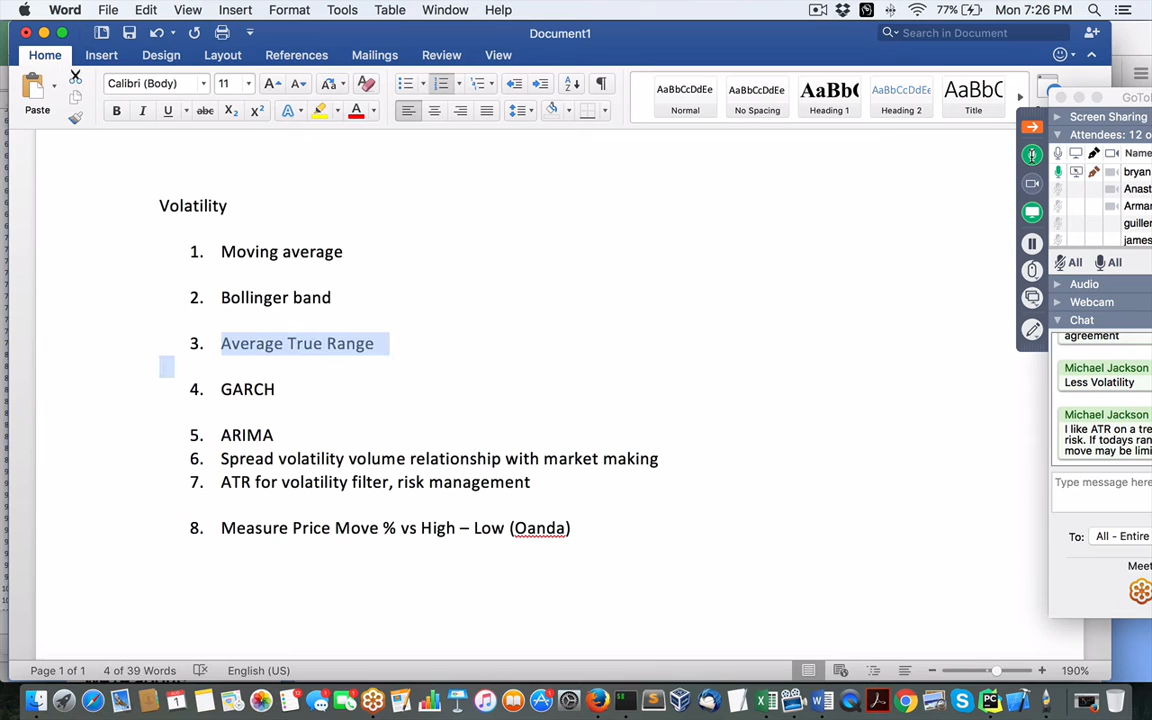 Word File Edit View Insert Format Tools Table Window Help 77% Mon 7:26 PM
Document1
Search in Document
Home Insert Design Layout References Mailings Review View
Paste
Calibri (Body) 11
AaBbCcDdEe AaBbCcDdEe AaBbC AaBbCcDdEe AaBbC
Normal No Spacing Heading 1 Heading 2 Title
GoTo
Screen Sharing
Attendees: 12 o
Name
bryan
Anast
Armar
guiller
james
All All
Audio
Webcam
Chat
agreement
Michael Jackson
Less Volatility
Michael Jackson
I like ATR on a tre
risk. If todays ran
move may be limi
Type message here
To: All - Entire
Meet
Volatility
1. Moving average
2. Bollinger band
3. Average True Range
4. GARCH
5. ARIMA
6. Spread volatility volume relationship with market making
7. ATR for volatility filter, risk management
8. Measure Price Move % vs High – Low (Oanda)
Page 1 of 1 4 of 39 Words English (US) 190%